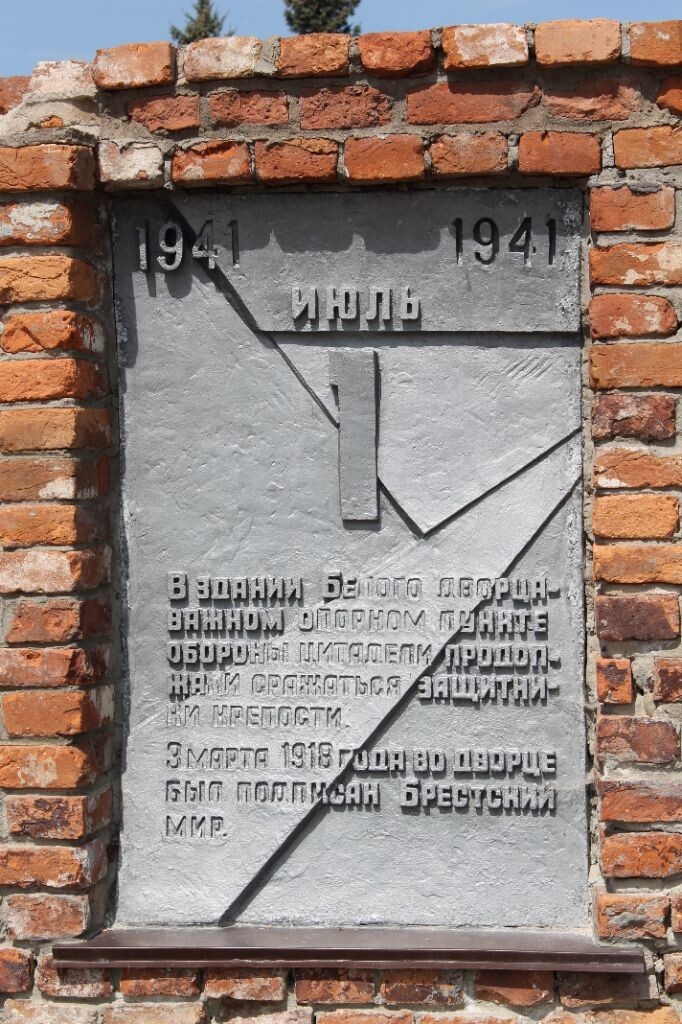 1941 1941
ИЮЛЬ
1
В ЗДАНИИ БЕЛОГО ДВОРЦА-
ВАЖНОМ ОПОРНОМ ПУНКТЕ
ОБОРОНЫ ЦИТАДЕЛИ ПРОДОЛ-
ЖАЛИ СРАЖАТЬСЯ ЗАЩИТНИ-
КИ КРЕПОСТИ.
3 МАРТА 1918 ГОДА ВО ДВОРЦЕ
БЫЛ ПОДПИСАН БРЕСТСКИЙ
МИР.